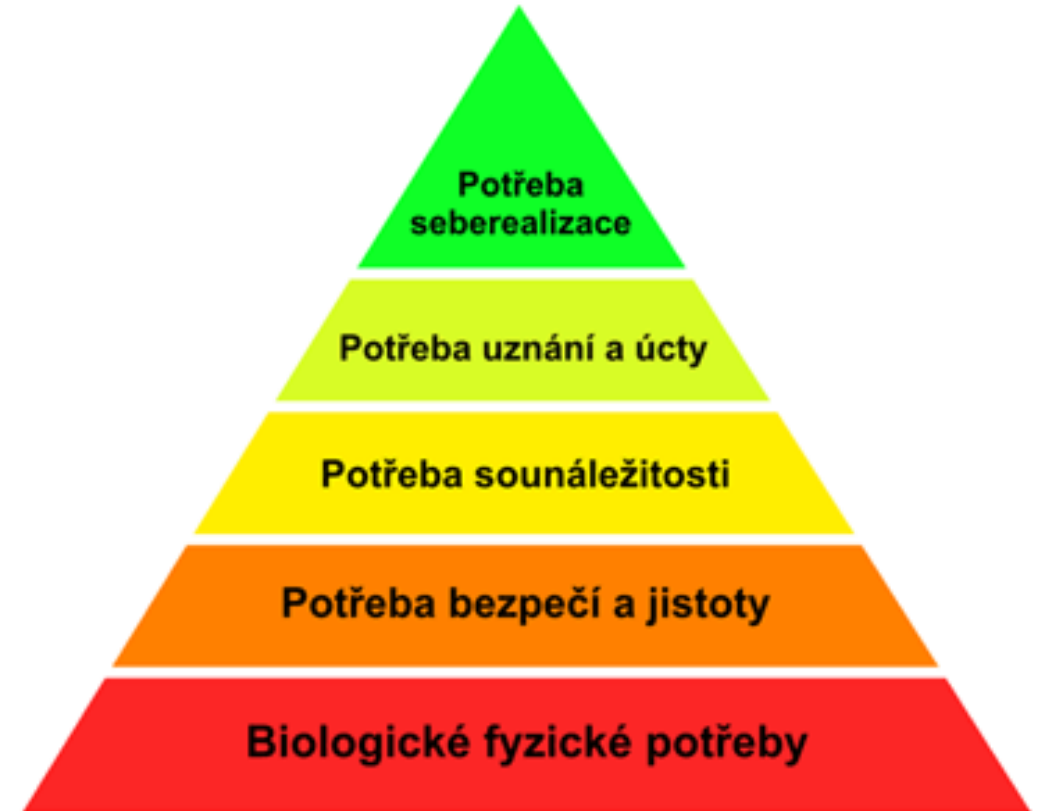 Potřeba
seberealizace
Potřeba uznání a úcty
Potřeba sounáležitosti
Potřeba bezpečí a jistoty
Biologické fyzické potřeby